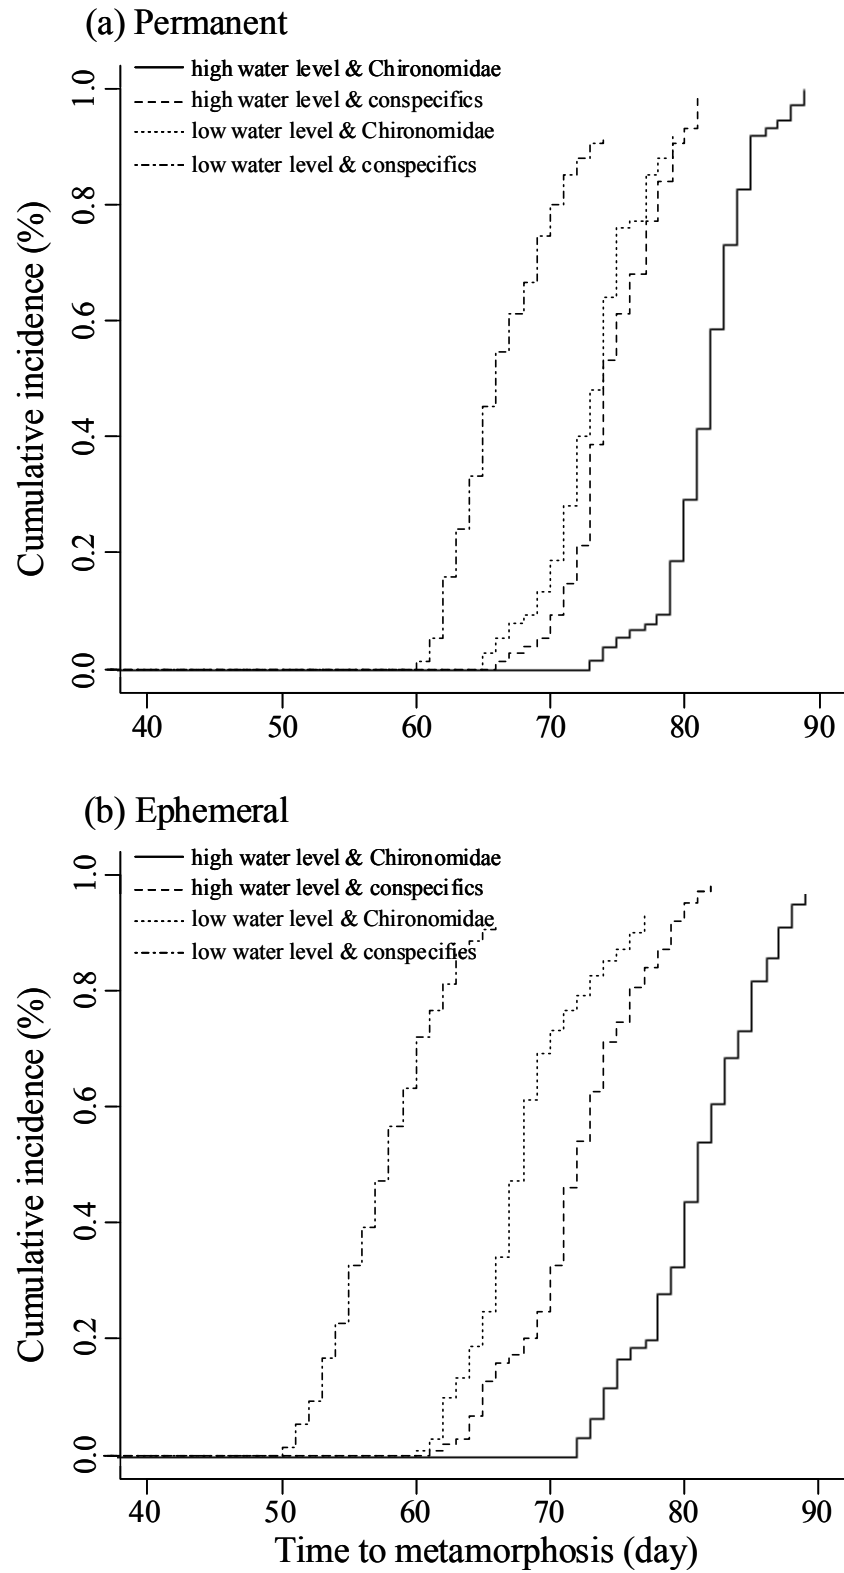 (a) Permanent
high water level & Chironomidae
high water level & conspecifics
low water level & Chironomidae
low water level & conspecifics
Cumulative incidence (%)
1.0
0.8
0.6
0.4
0.2
0.0
40 50 60 70 80 90
(b) Ephemeral
high water level & Chironomidae
high water level & conspecifics
low water level & Chironomidae
low water level & conspecifies
Cumulative incidence (%)
1.0
0.8
0.6
0.4
0.2
0.0
40 50 60 70 80 90
Time to metamorphosis (day)